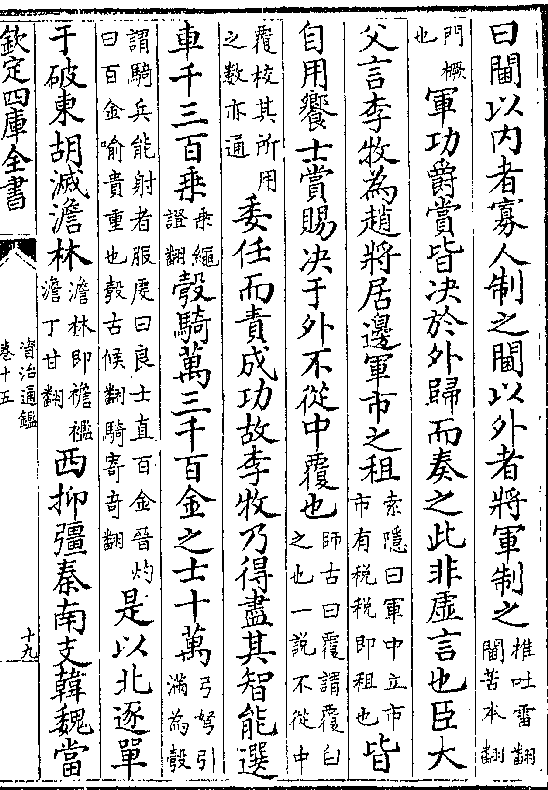 曰閫以内者寡人制之閫以外者將軍制之推吐雷翻閫苦本翻
門橛也軍功爵賞皆决於外歸而奏之此非虚言也臣大
父言李牧為趙將居邊軍市之租索隱曰軍中立市市有税税即租也皆
自用饗士賞賜决于外不從中覆也師古曰覆謂覆白之也一説不從中
覆校其所用之数亦通委任而責成功故李牧乃得盡其智能選
車千三百乗乗繩證翻彀騎萬三千百金之士十萬弓弩引滿為彀
謂騎兵能射者服䖍曰良士直百金晉灼曰百金喻貴重也彀古候翻騎奇寄翻是以北逐單
于破東胡滅澹林澹林即襜襤澹丁甘翻西抑彊秦南支韓魏當
欽定四庫全書
資治通鑑
卷十五
十九